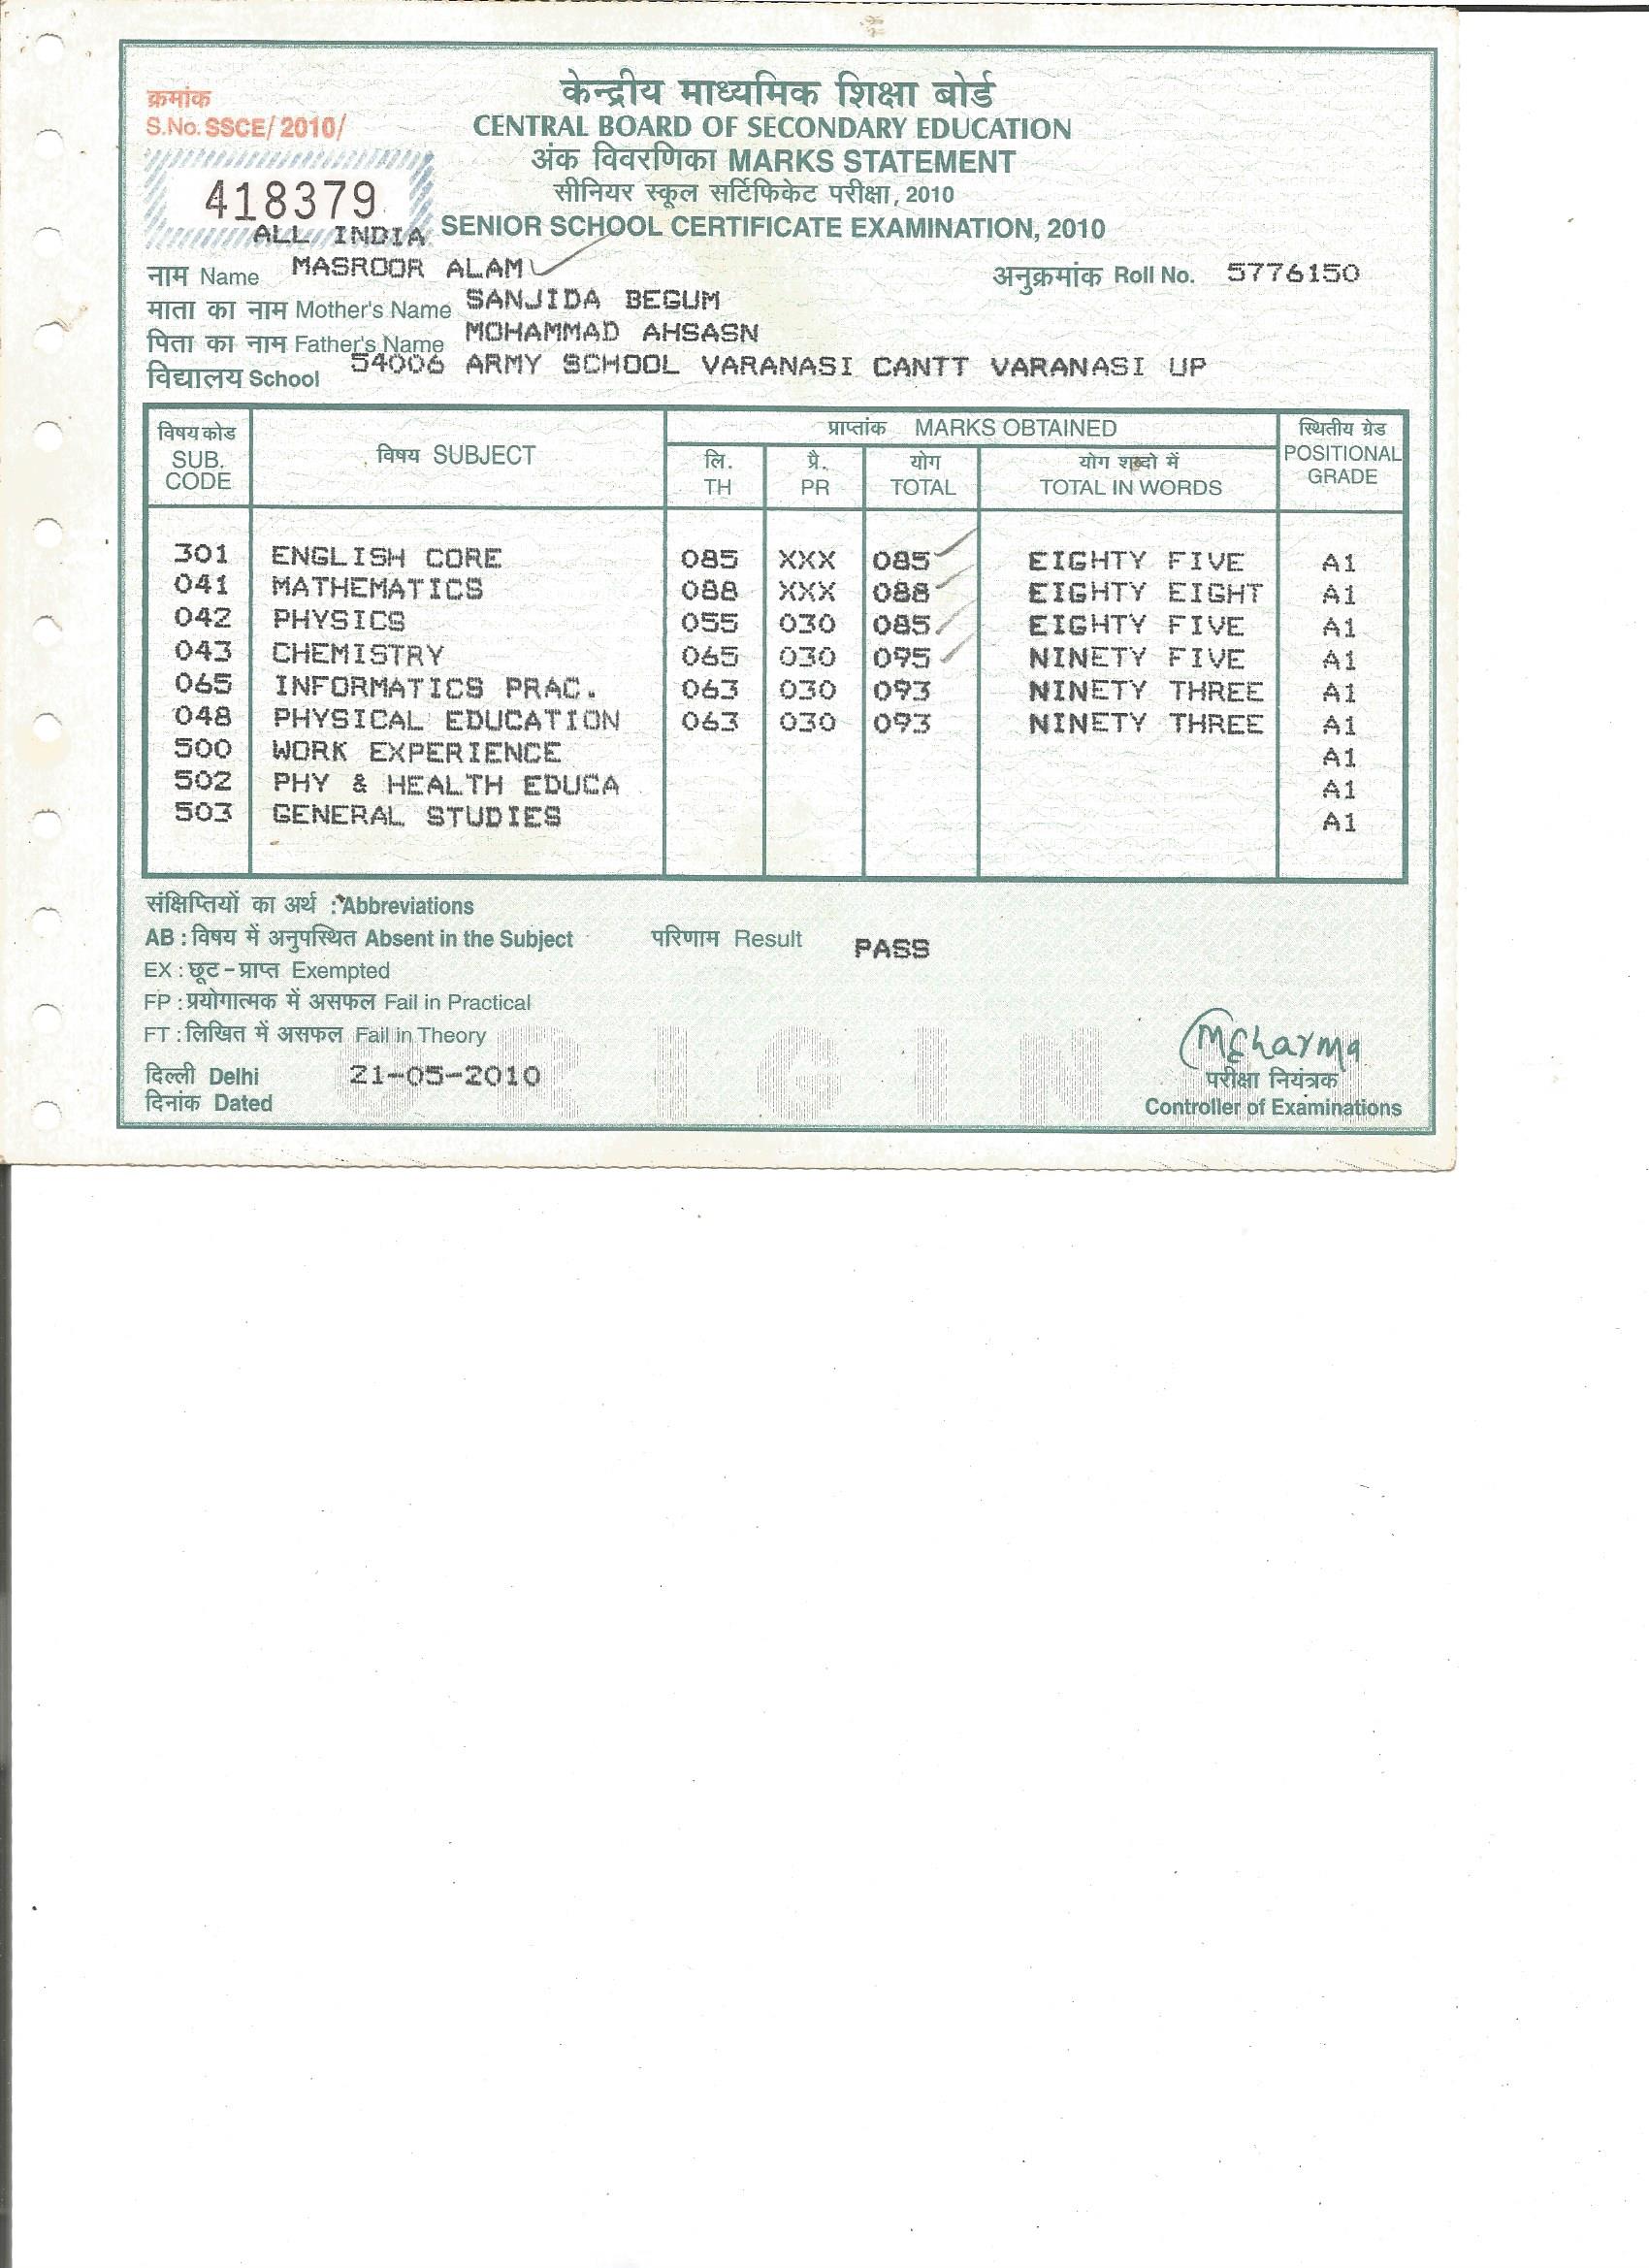 केन्द्रीय माध्यमिक शिक्षा बोर्ड
क्रमांक
S.No. SSCE/ 2010/
CENTRAL BOARD OF SECONDARY EDUCATION
अंक विवरणिका MARKS STATEMENT
418379
सीनियर स्कूल सर्टिफिकेट परीक्षा, 2010
ALL INDIA SENIOR SCHOOL CERTIFICATE EXAMINATION, 2010
नाम Name MASROOR ALAM अनुक्रमांक Roll No. 5776150
माता का नाम Mother's Name SANJIDA BEGUM
पिता का नाम Father's Name MOHAMMAD AHSASN
विद्यालय School 54006 ARMY SCHOOL VARANASI CANTT VARANASI UP
विषय कोड SUB. CODE विषय SUBJECT प्राप्तांक MARKS OBTAINED स्थितीय ग्रेड POSITIONAL GRADE
लि. TH प्रै. PR योग TOTAL योग शब्दो में TOTAL IN WORDS
301 ENGLISH CORE 085 XXX 085 EIGHTY FIVE A1
041 MATHEMATICS 088 XXX 088 EIGHTY EIGHT A1
042 PHYSICS 055 030 085 EIGHTY FIVE A1
043 CHEMISTRY 065 030 095 NINETY FIVE A1
065 INFORMATICS PRAC. 063 030 093 NINETY THREE A1
048 PHYSICAL EDUCATION 063 030 093 NINETY THREE A1
500 WORK EXPERIENCE A1
502 PHY & HEALTH EDUCA A1
503 GENERAL STUDIES A1
संक्षिप्तियों का अर्थ : Abbreviations
AB : विषय में अनुपस्थित Absent in the Subject परिणाम Result PASS
EX : छूट-प्राप्त Exempted
FP : प्रयोगात्मक में असफल Fail in Practical
FT : लिखित में असफल Fail in Theory
MSharma
दिल्ली Delhi 21-05-2010 परीक्षा नियंत्रक
दिनांक Dated Controller of Examinations